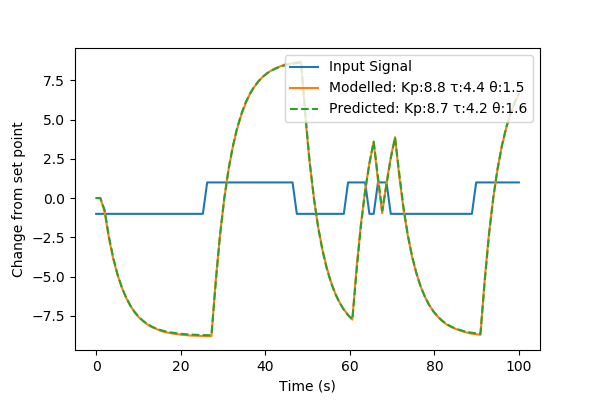 Input Signal
Modelled: Kp:8.8 τ:4.4 θ:1.5
Predicted: Kp:8.7 τ:4.2 θ:1.6
7.5
5.0
2.5
0.0
−2.5
−5.0
−7.5
Change from set point
0 20 40 60 80 100
Time (s)